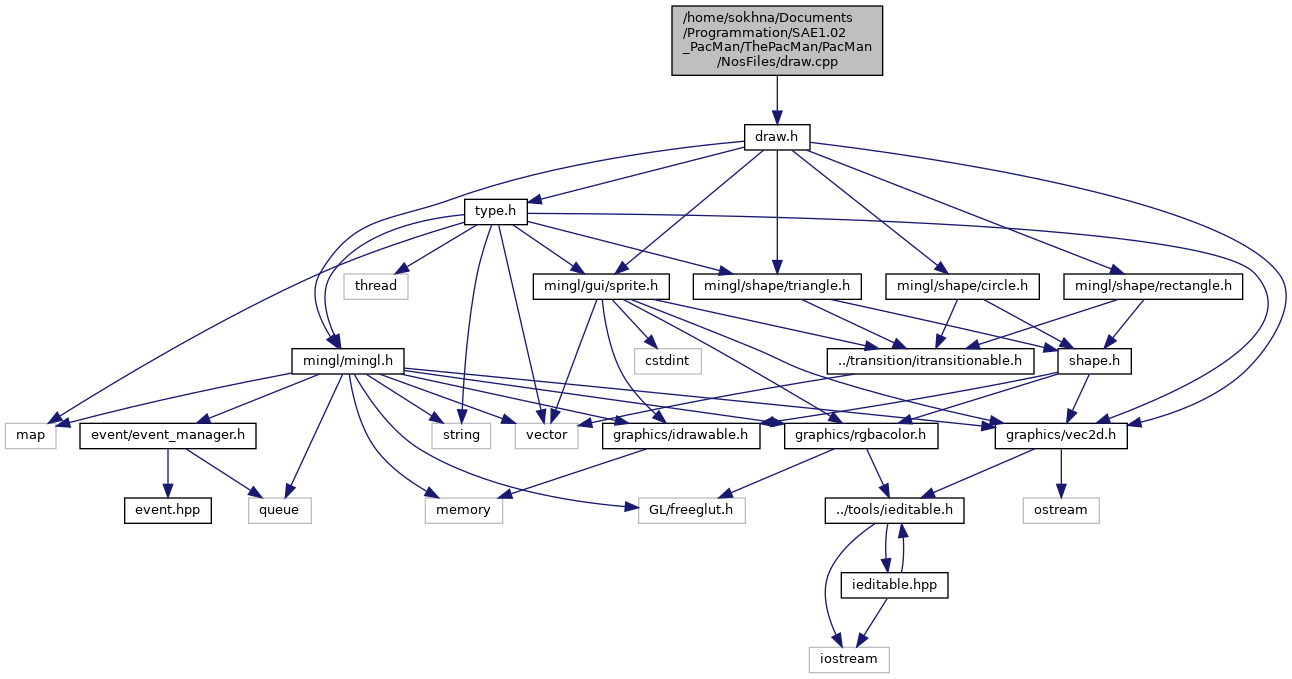 /home/sokhna/Documents
/Programmation/SAE1.02
_PacMan/ThePacMan/PacMan
/NosFiles/draw.cpp
draw.h
type.h
thread
mingl/gui/sprite.h
mingl/shape/triangle.h
mingl/shape/circle.h
mingl/shape/rectangle.h
mingl/mingl.h
cstdint
../transition/itransitionable.h
shape.h
map
event/event_manager.h
string
vector
graphics/idrawable.h
graphics/rgbacolor.h
graphics/vec2d.h
event.hpp
queue
memory
GL/freeglut.h
../tools/ieditable.h
ostream
ieditable.hpp
iostream